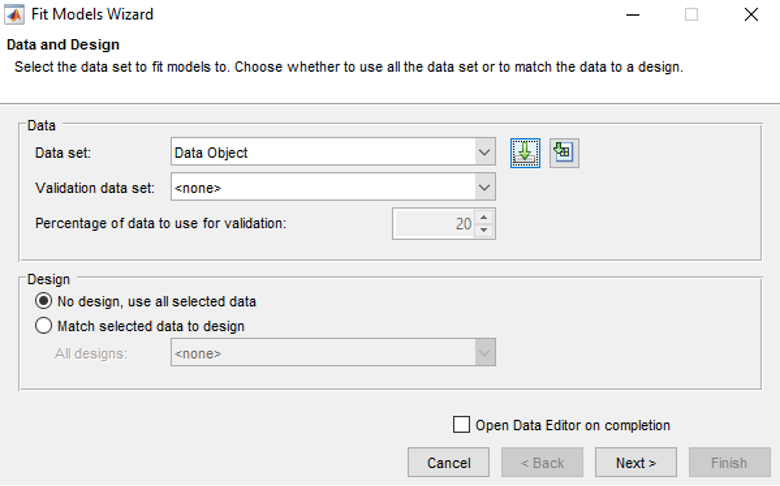 Fit Models Wizard
Data and Design
Select the data set to fit models to. Choose whether to use all the data set or to match the data to a design.
Data
Data set: Data Object
Validation data set: <none>
Percentage of data to use for validation: 20
Design
No design, use all selected data
Match selected data to design
All designs: <none>
Open Data Editor on completion
Cancel < Back Next > Finish